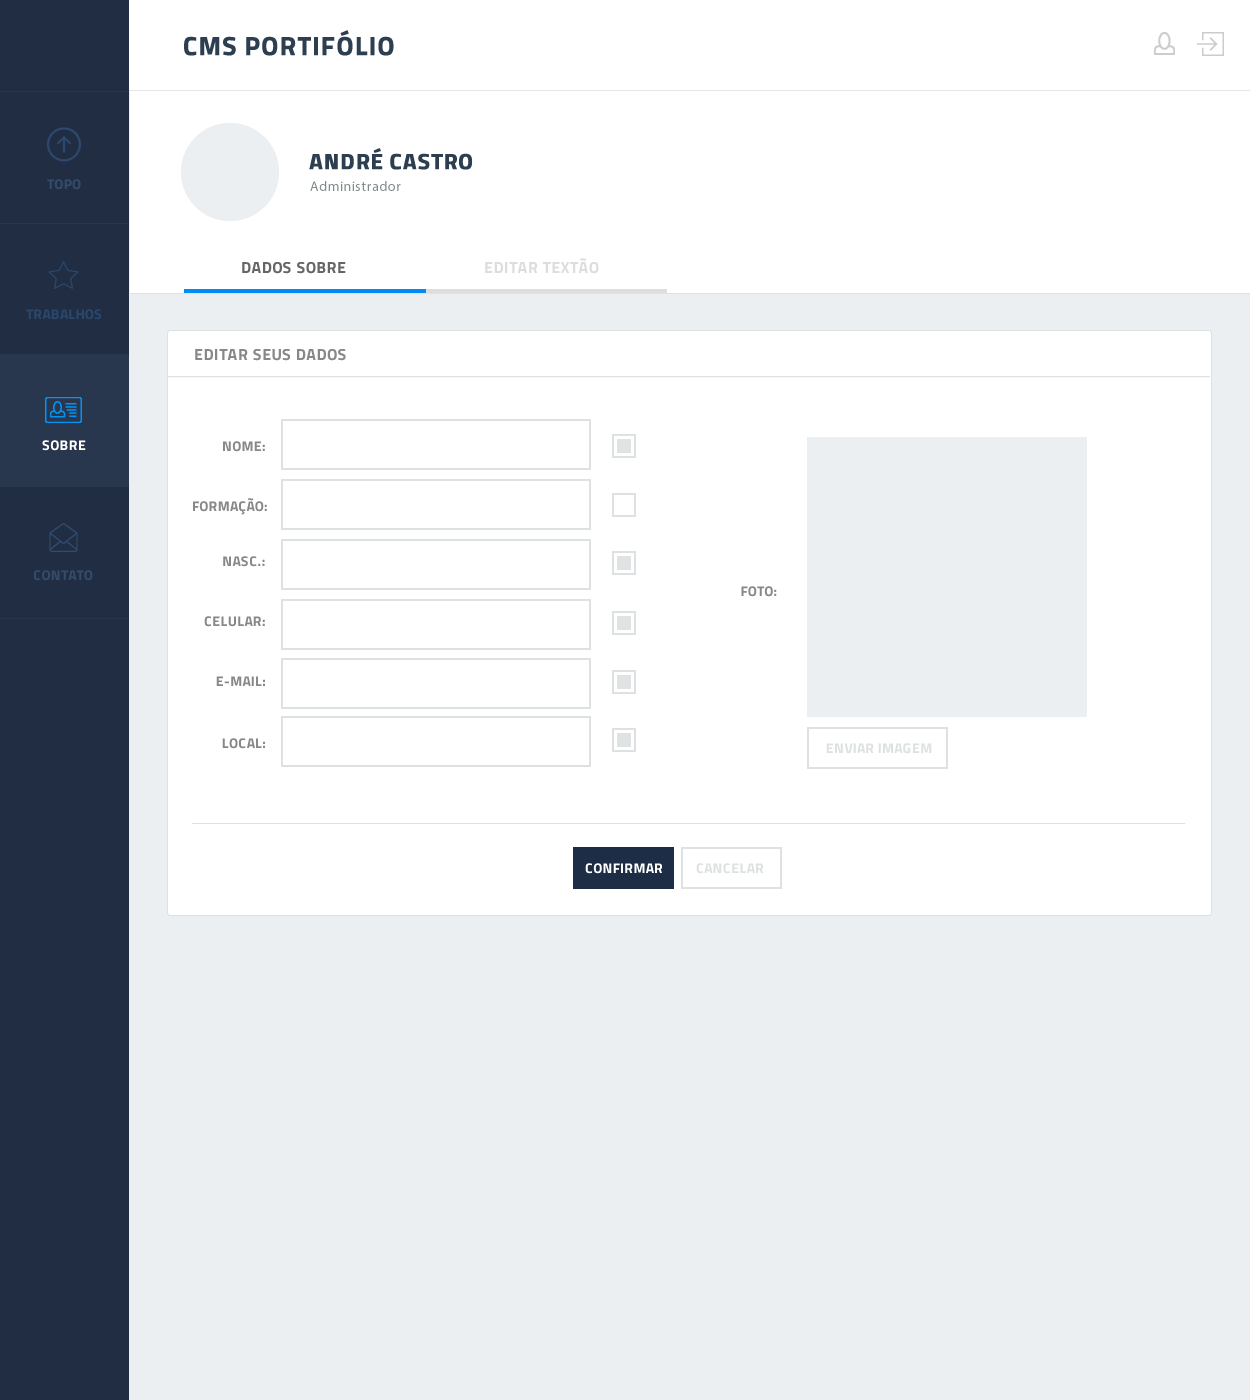 CMS PORTIFÓLIO
TOPO
TRABALHOS
SOBRE
CONTATO
ANDRÉ CASTRO
Administrador
DADOS SOBRE
EDITAR TEXTÃO
EDITAR SEUS DADOS
NOME:
FORMAÇÃO:
NASC.:
CELULAR:
E-MAIL:
LOCAL:
FOTO:
ENVIAR IMAGEM
CONFIRMAR
CANCELAR